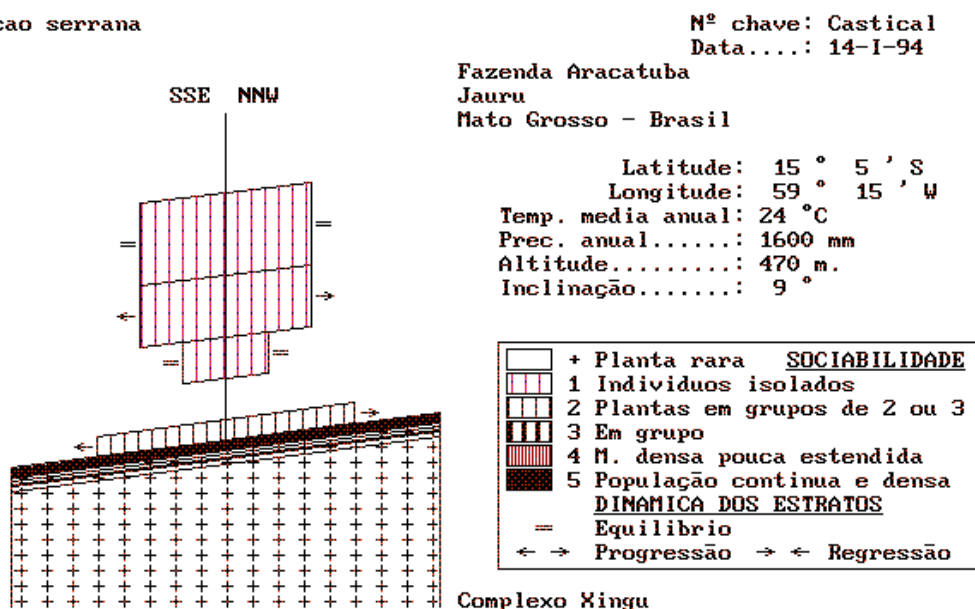 cao serrana
Nº chave: Castical
Data....: 14-I-94
Fazenda Aracatuba
Jauru
Mato Grosso - Brasil
SSE NNW
Latitude: 15 ° 5 ' S
Longitude: 59 ° 15 ' W
Temp. media anual: 24 °C
Prec. anual......: 1600 mm
Altitude.........: 470 m.
Inclinação.......: 9 °
+ Planta rara SOCIABILIDADE
1 Individuos isolados
2 Plantas em grupos de 2 ou 3
3 Em grupo
4 M. densa pouca estendida
5 População continua e densa
DINAMICA DOS ESTRATOS
= Equilibrio
← → Progressão → ← Regressão
Complexo Xingu